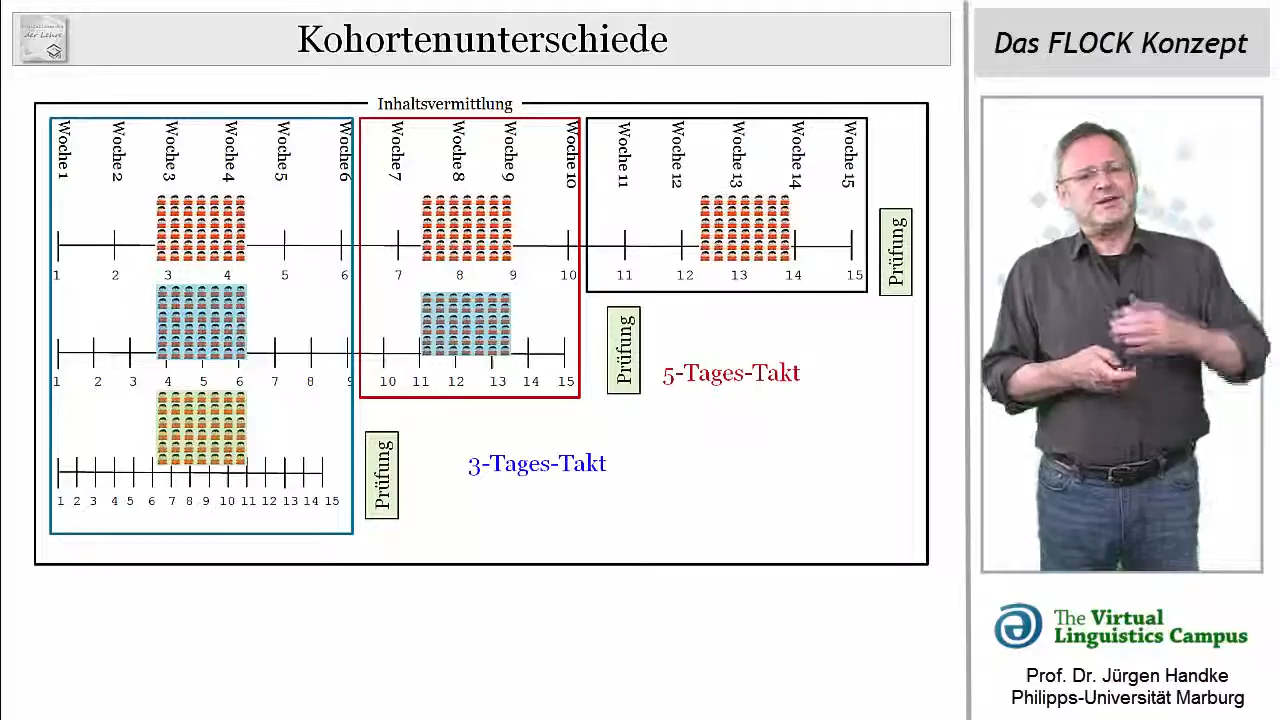 der Lehre
Kohortenunterschiede
Das FLOCK Konzept
Inhaltsvermittlung
Woche 1
Woche 2
Woche 3
Woche 4
Woche 5
Woche 6
Woche 7
Woche 8
Woche 9
Woche 10
Woche 11
Woche 12
Woche 13
Woche 14
Woche 15
1 2 3 4 5 6 7 8 9 10 11 12 13 14 15
Prüfung
1 2 3 4 5 6 7 8 9 10 11 12 13 14 15
Prüfung
5-Tages-Takt
3-Tages-Takt
Prüfung
1 2 3 4 5 6 7 8 9 10 11 12 13 14 15
The Virtual
Linguistics Campus
Prof. Dr. Jürgen Handke
Philipps-Universität Marburg